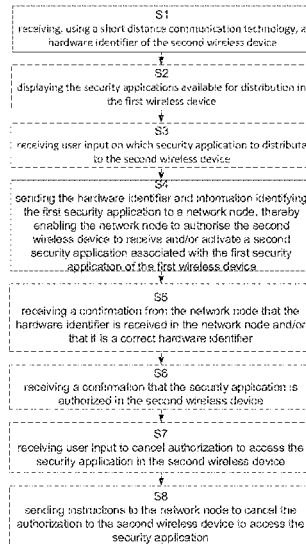 S1
receiving, using a short distance communication technology, a
hardware identifier of the second wireless device
S2
displaying the security applications available for distribution in
the first wireless device
S3
receiving user input on which security application to distribute
to the second wireless device
S4
sending the hardware identifier and information identifying
the first security application to a network node, thereby
enabling the network node to authorise the second
wireless device to receive and/or activate a second
security application associated with the first security
application of the first wireless device
S5
receiving a confirmation from the network node that the
hardware identifier is received in the network node and/or
that it is a correct hardware identifier
S6
receiving a confirmation that the security application is
authorized in the second wireless device
S7
receiving user input to cancel authorization to access the
security application in the second wireless device
S8
sending instructions to the network node to cancel the
authorization to the second wireless device to access the
security application